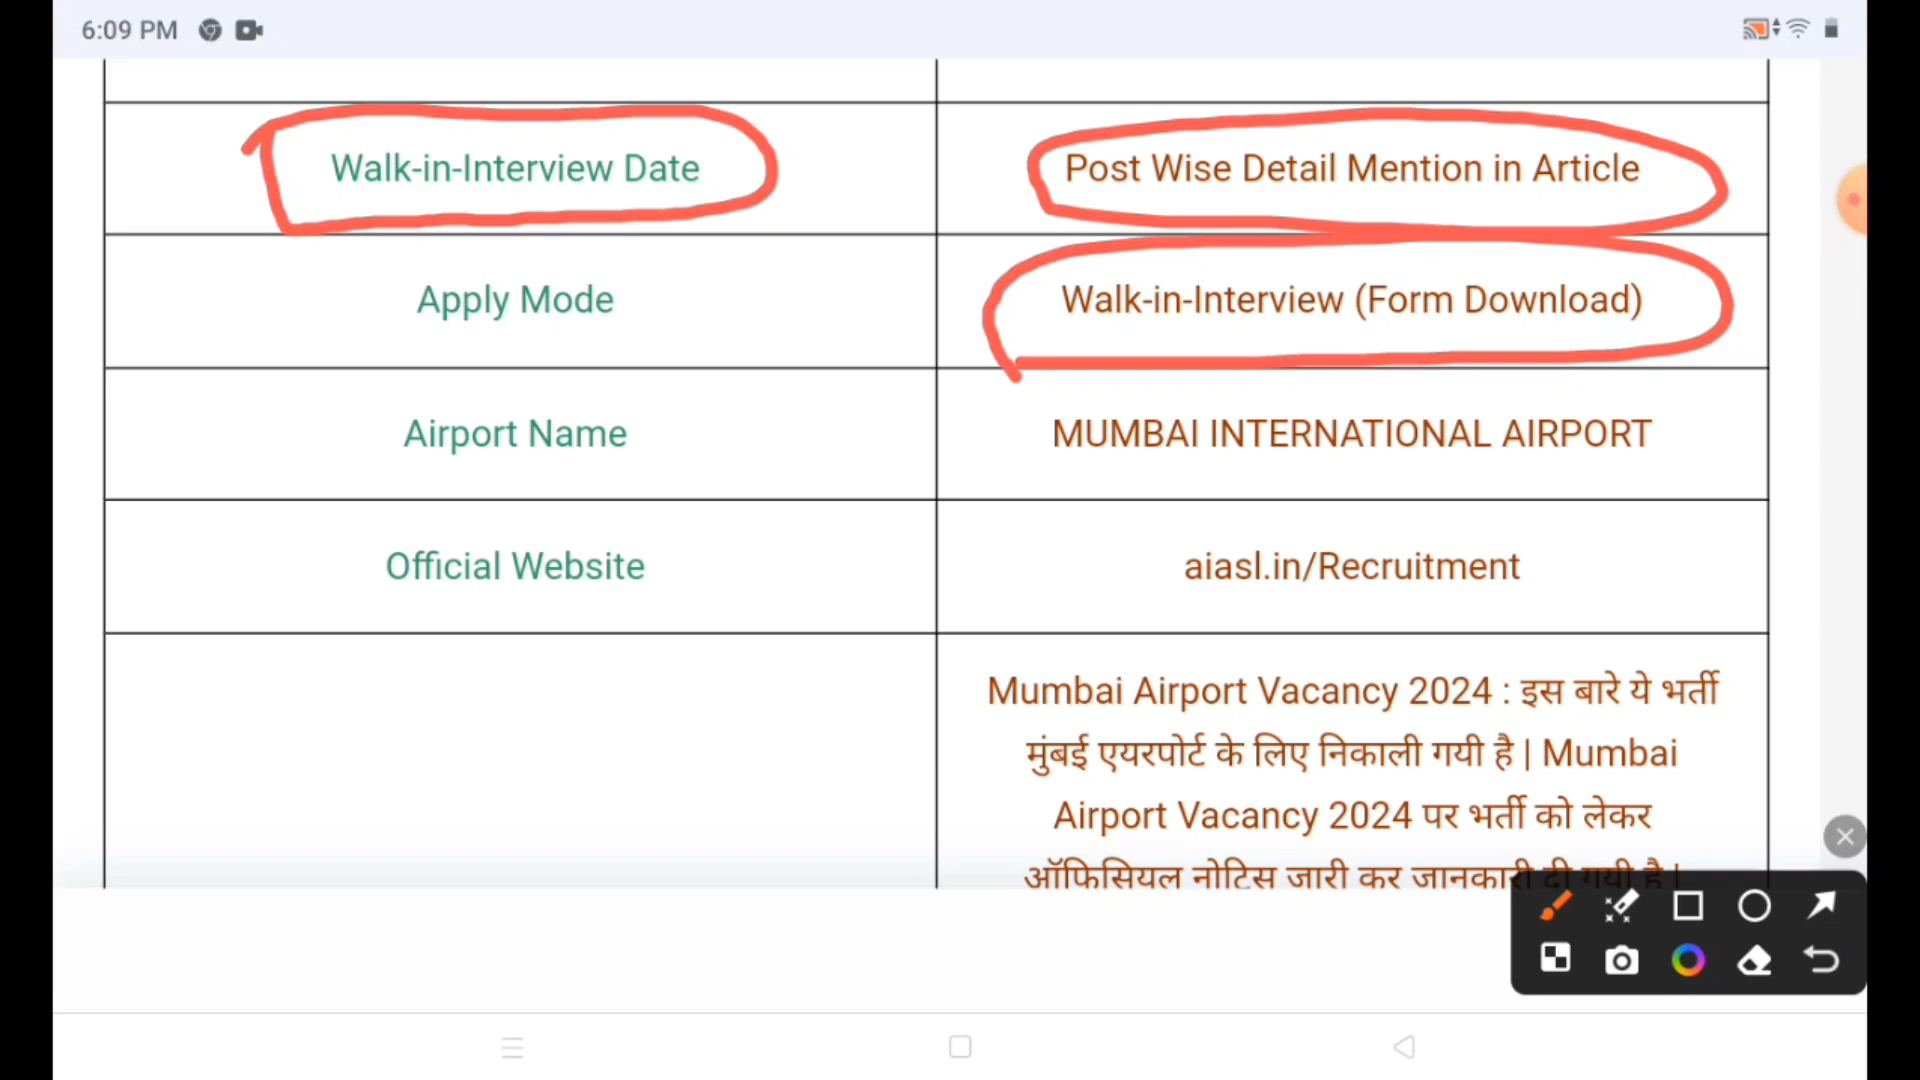 6:09 PM
Walk-in-Interview Date
Post Wise Detail Mention in Article
Apply Mode
Walk-in-Interview (Form Download)
Airport Name
MUMBAI INTERNATIONAL AIRPORT
Official Website
aiasl.in/Recruitment
Mumbai Airport Vacancy 2024 : इस बारे ये भर्ती
मुंबई एयरपोर्ट के लिए निकाली गयी है | Mumbai
Airport Vacancy 2024 पर भर्ती को लेकर
ऑफिसियल नोटिस जारी कर जानकारी दी गयी है |